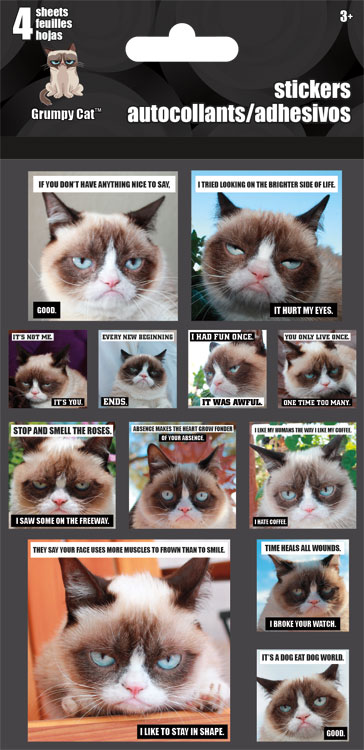 4 sheets
feuilles
hojas
3+
Grumpy Cat™
stickers
autocollants/adhesivos
IF YOU DON'T HAVE ANYTHING NICE TO SAY,
GOOD.
I TRIED LOOKING ON THE BRIGHTER SIDE OF LIFE.
IT HURT MY EYES.
IT'S NOT ME.
IT'S YOU.
EVERY NEW BEGINNING
ENDS.
I HAD FUN ONCE.
IT WAS AWFUL.
YOU ONLY LIVE ONCE.
ONE TIME TOO MANY.
STOP AND SMELL THE ROSES.
I SAW SOME ON THE FREEWAY.
ABSENCE MAKES THE HEART GROW FONDER
OF YOUR ABSENCE.
I LIKE MY HUMANS THE WAY I LIKE MY COFFEE.
I HATE COFFEE.
THEY SAY YOUR FACE USES MORE MUSCLES TO FROWN THAN TO SMILE.
I LIKE TO STAY IN SHAPE.
TIME HEALS ALL WOUNDS.
I BROKE YOUR WATCH.
IT'S A DOG EAT DOG WORLD.
GOOD.